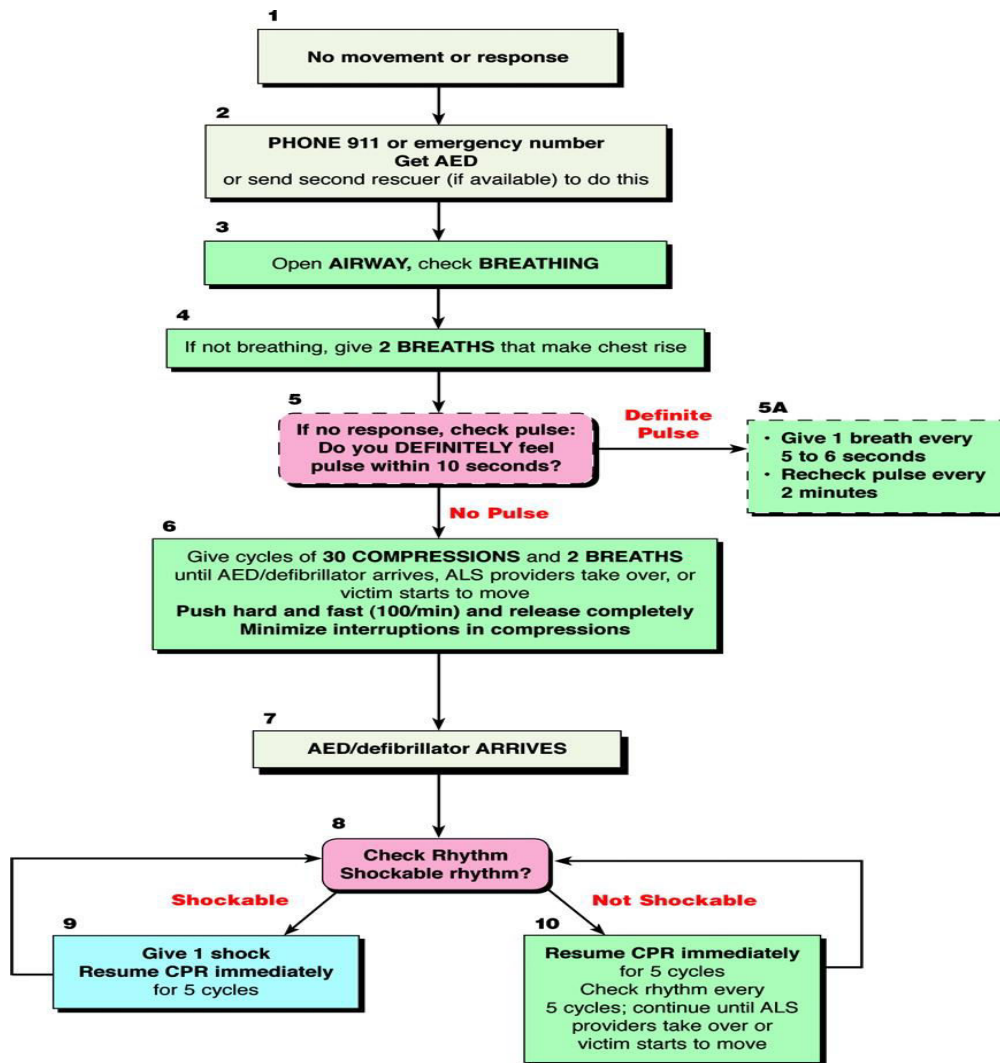 1
No movement or response
2
PHONE 911 or emergency number
Get AED
or send second rescuer (if available) to do this
3
Open AIRWAY, check BREATHING
4
If not breathing, give 2 BREATHS that make chest rise
5
If no response, check pulse:
Do you DEFINITELY feel
pulse within 10 seconds?
Definite
Pulse
5A
• Give 1 breath every
5 to 6 seconds
• Recheck pulse every
2 minutes
No Pulse
6
Give cycles of 30 COMPRESSIONS and 2 BREATHS
until AED/defibrillator arrives, ALS providers take over, or
victim starts to move
Push hard and fast (100/min) and release completely
Minimize interruptions in compressions
7
AED/defibrillator ARRIVES
8
Check Rhythm
Shockable rhythm?
Shockable
Not Shockable
9
Give 1 shock
Resume CPR immediately
for 5 cycles
10
Resume CPR immediately
for 5 cycles
Check rhythm every
5 cycles; continue until ALS
providers take over or
victim starts to move